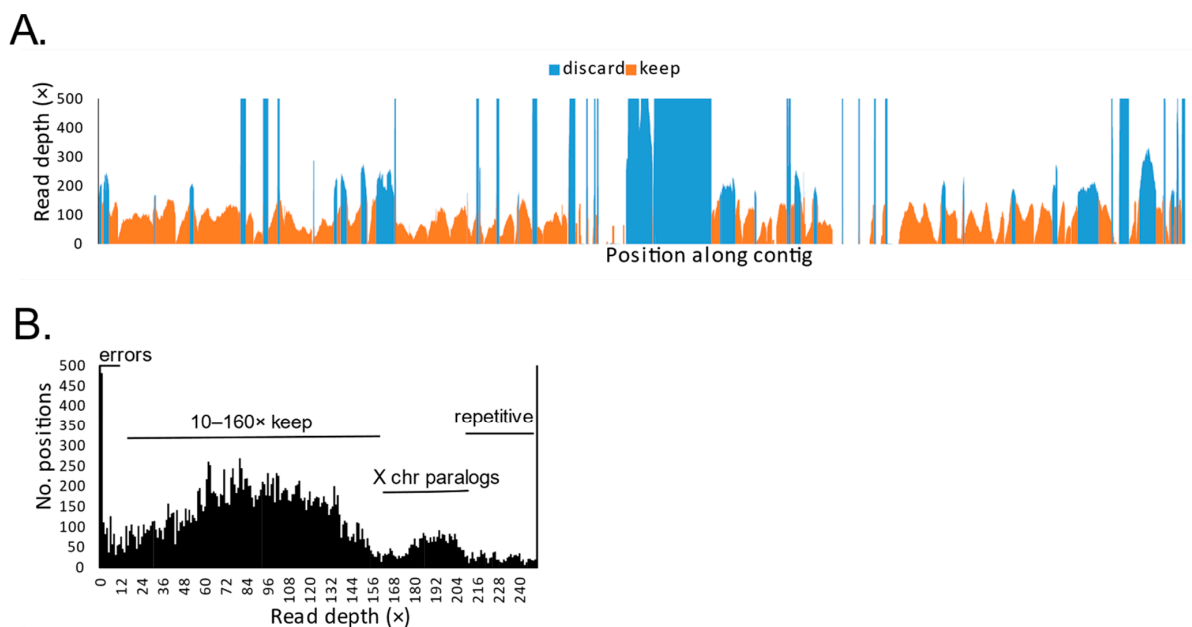 A.
discard keep
Read depth (×)
500
400
300
200
100
0
Position along contig
B.
errors
No. positions
500
450
400
350
300
250
200
150
100
50
0
10–160× keep
repetitive
X chr paralogs
0 12 24 36 48 60 72 84 96 108 120 132 144 156 168 180 192 204 216 228 240
Read depth (×)